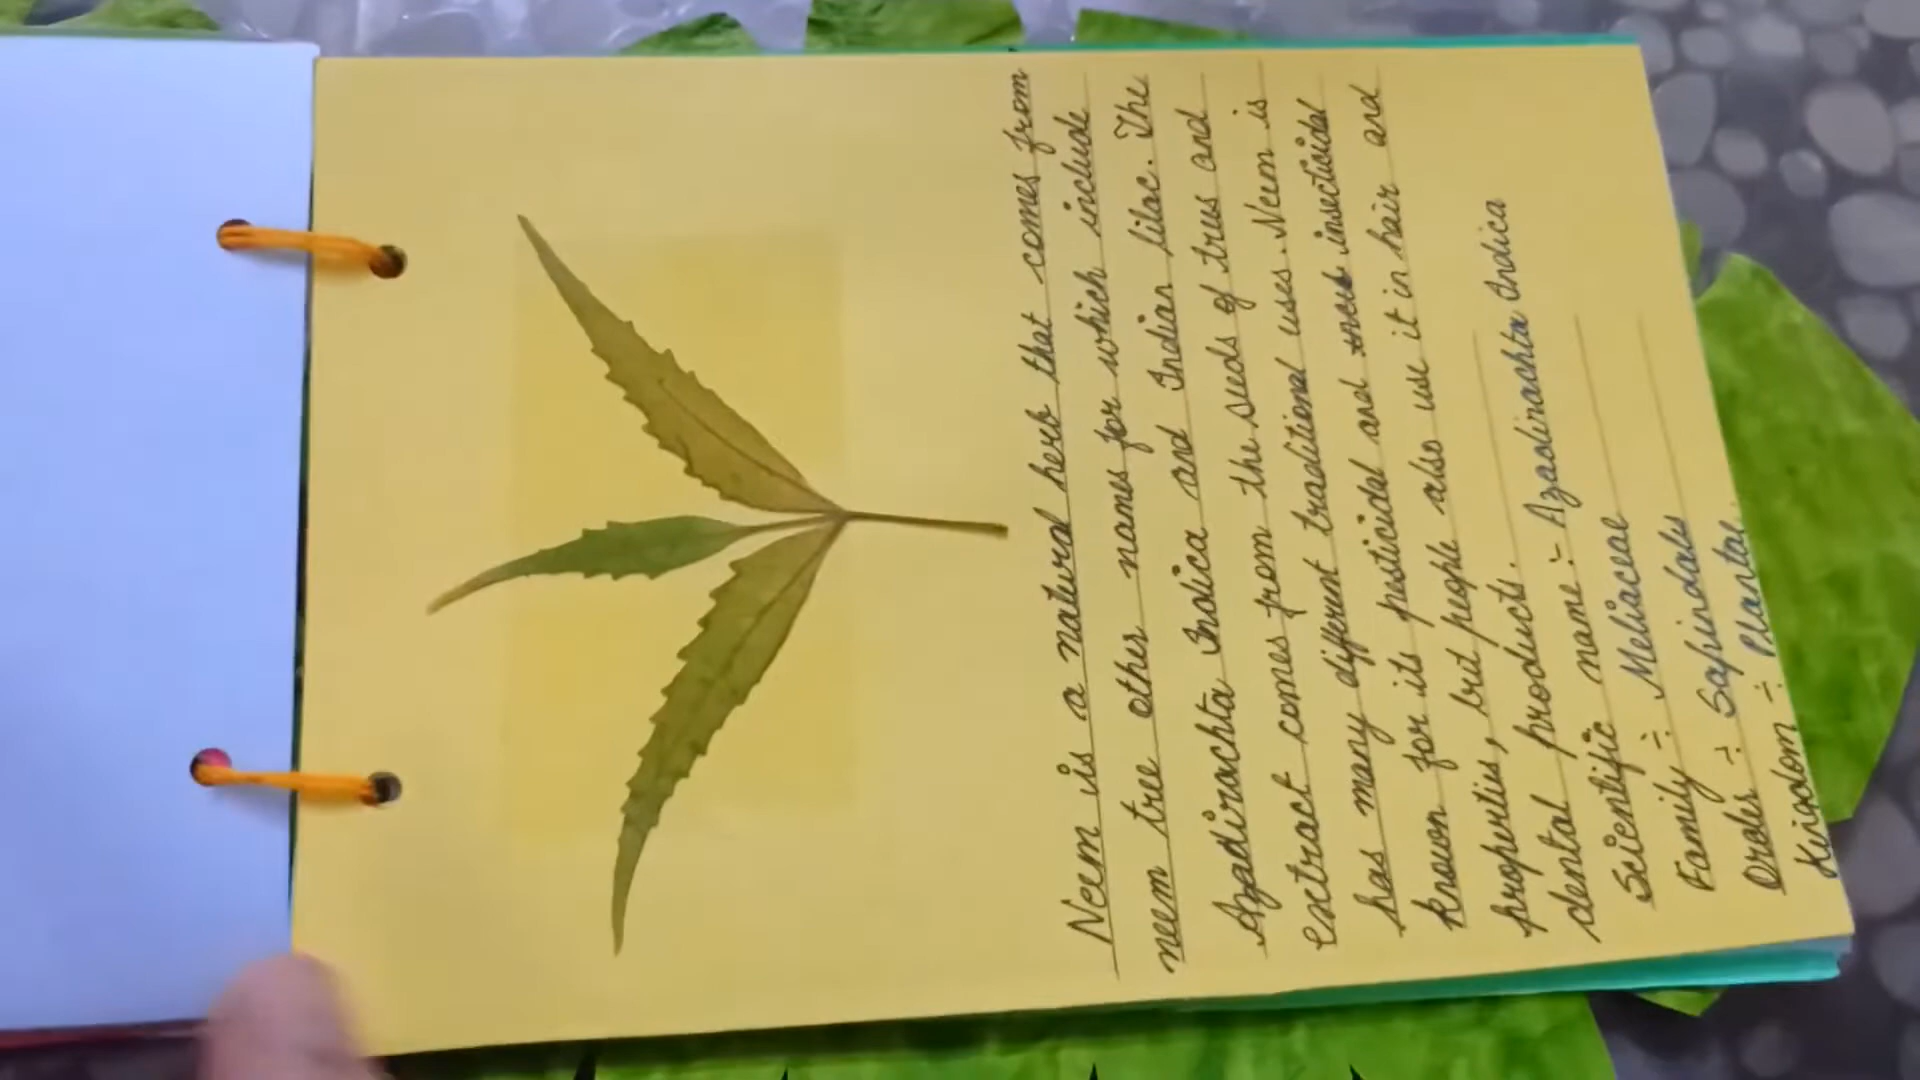 Neem is a natural herb that comes from
neem tree other names for which include
Azadirachta Indica and Indian lilac. The
extract comes from the seeds of trus and
has many different traditional uses. Neem is
known for its pesticidal and insecticidal
properties, but people also use it in hair and
dental products.
Scientific name :- Azadirachta Indica
Family ÷ Meliaceae
Order ÷ Sapindales
Kingdom ÷ Plantae